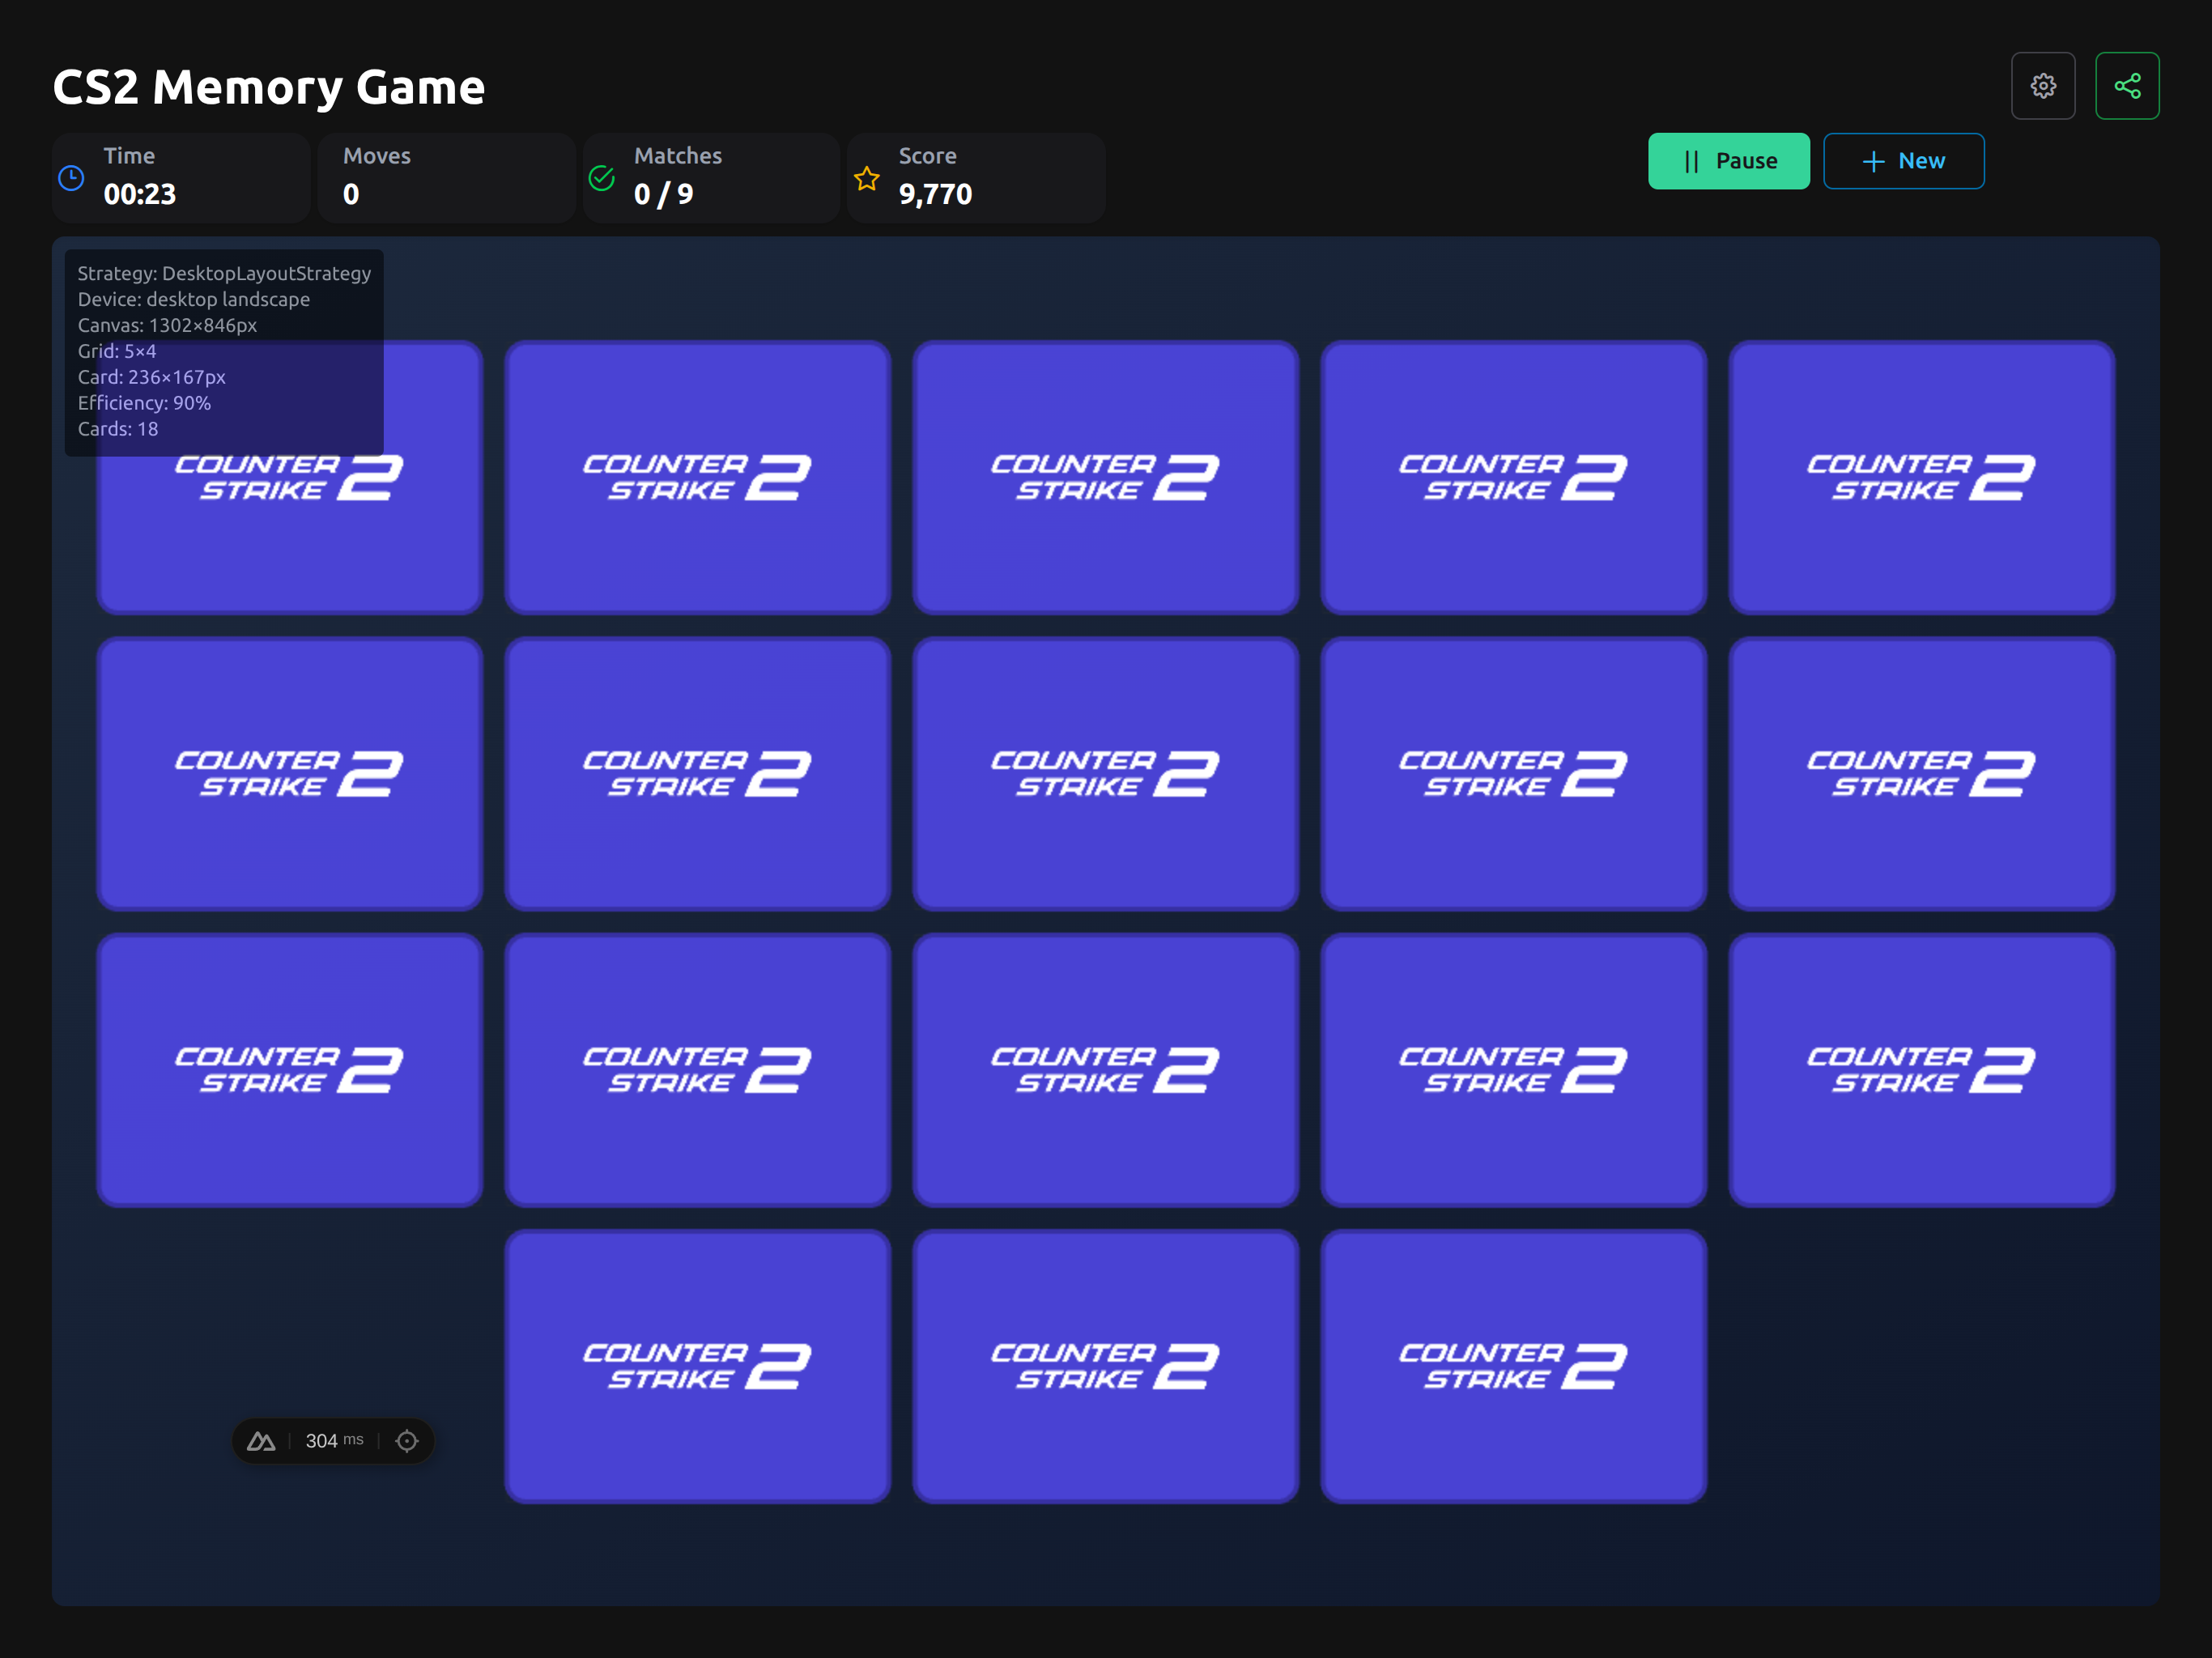 CS2 Memory Game
Time
00:23
Moves
0
Matches
0 / 9
Score
9,770
Pause
New
Strategy: DesktopLayoutStrategy
Device: desktop landscape
Canvas: 1302×846px
Grid: 5×4
Card: 236×167px
Efficiency: 90%
Cards: 18
COUNTER
STRIKE 2
COUNTER
STRIKE 2
COUNTER
STRIKE 2
COUNTER
STRIKE 2
COUNTER
STRIKE 2
COUNTER
STRIKE 2
COUNTER
STRIKE 2
COUNTER
STRIKE 2
COUNTER
STRIKE 2
COUNTER
STRIKE 2
COUNTER
STRIKE 2
COUNTER
STRIKE 2
COUNTER
STRIKE 2
COUNTER
STRIKE 2
COUNTER
STRIKE 2
COUNTER
STRIKE 2
COUNTER
STRIKE 2
COUNTER
STRIKE 2
304 ms